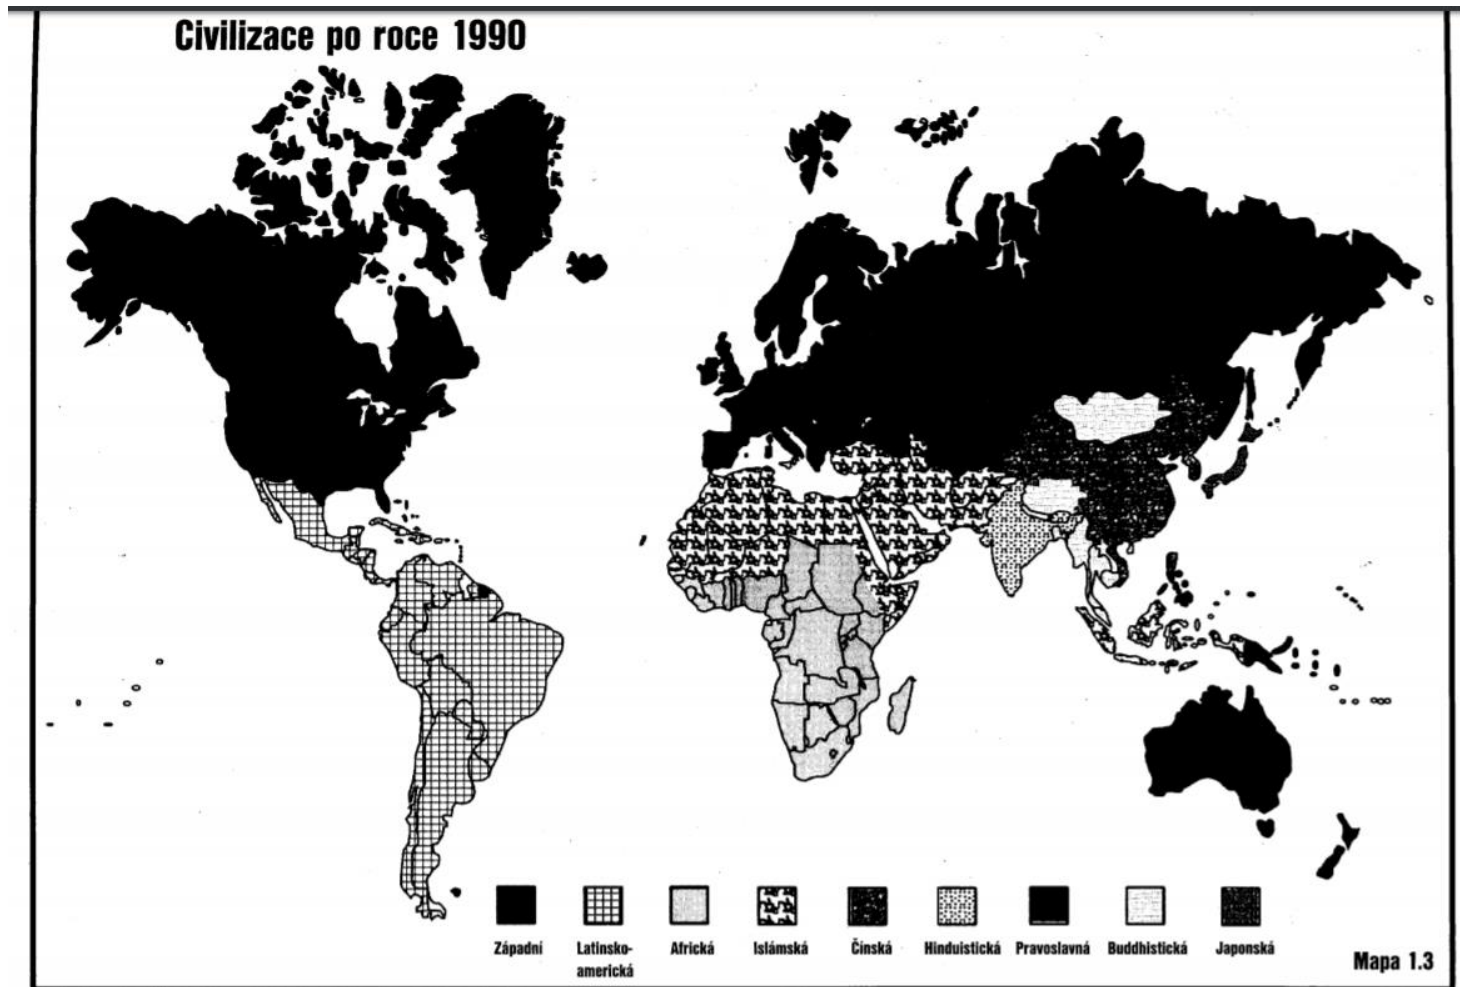 Civilizace po roce 1990
Západní
Latinsko-
americká
Africká
Islámská
Čínská
Hinduistická
Pravoslavná
Buddhistická
Japonská
Mapa 1.3